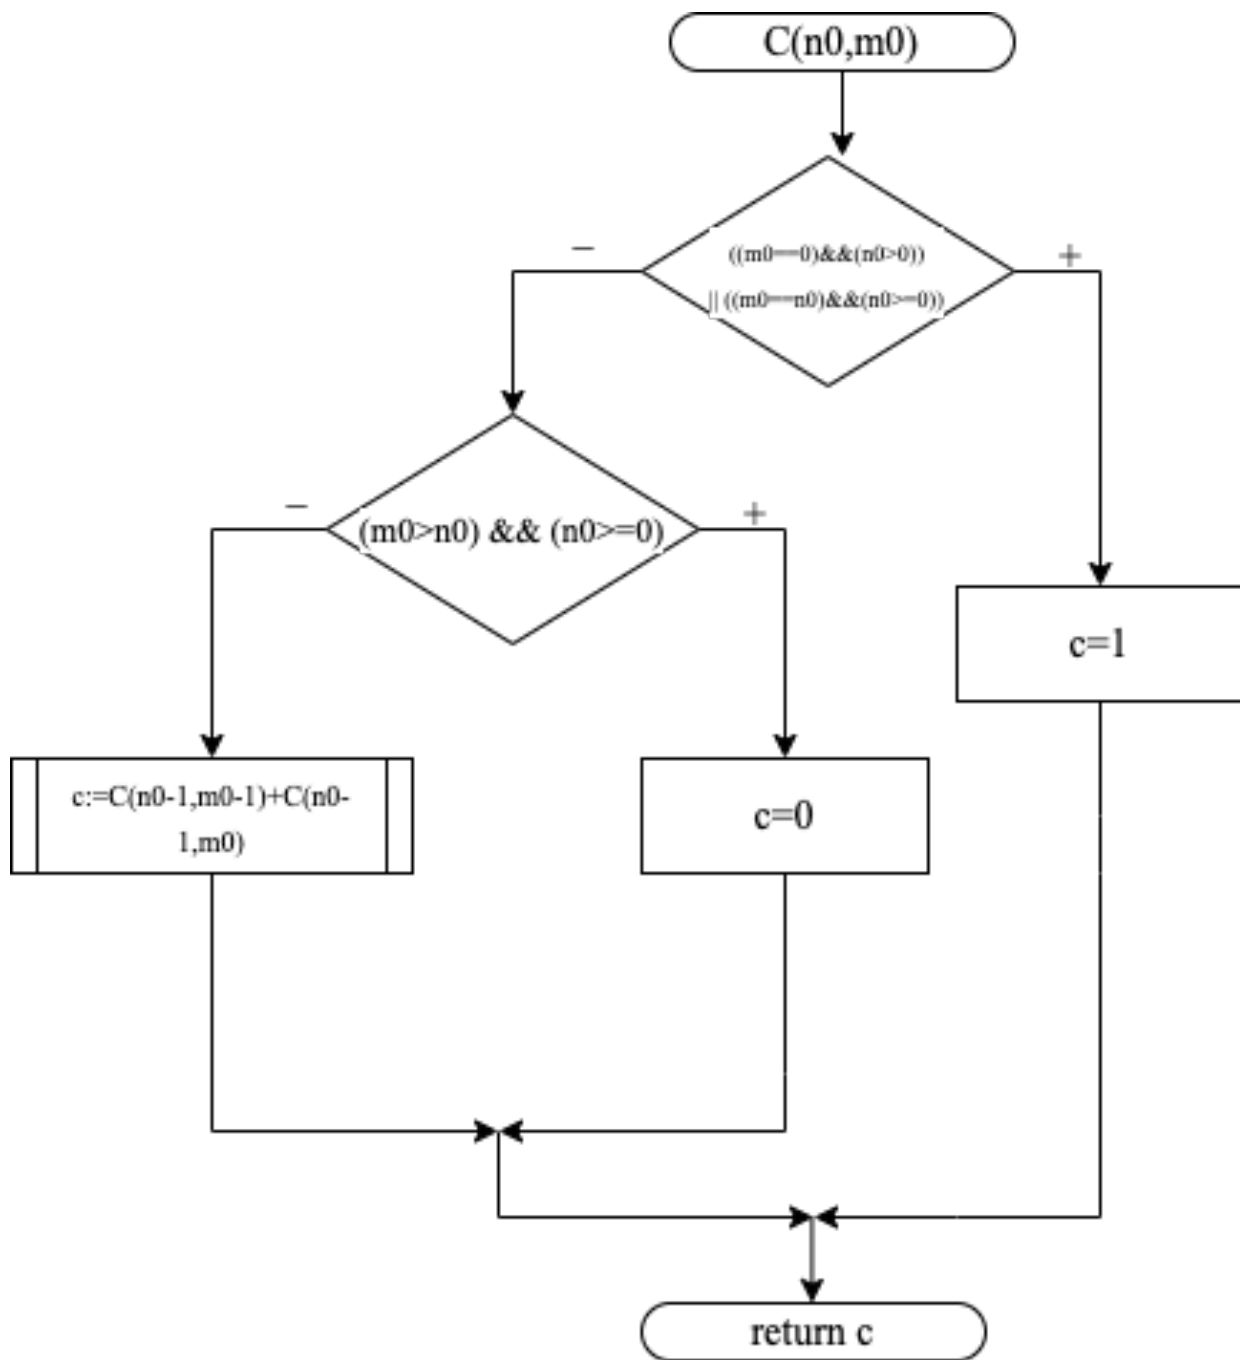 C(n0,m0)
((m0==0)&&(n0>0))
|| ((m0==n0)&&(n0>=0))
−
+
(m0>n0) && (n0>=0)
−
+
c=1
c:=C(n0-1,m0-1)+C(n0-
1,m0)
c=0
return c